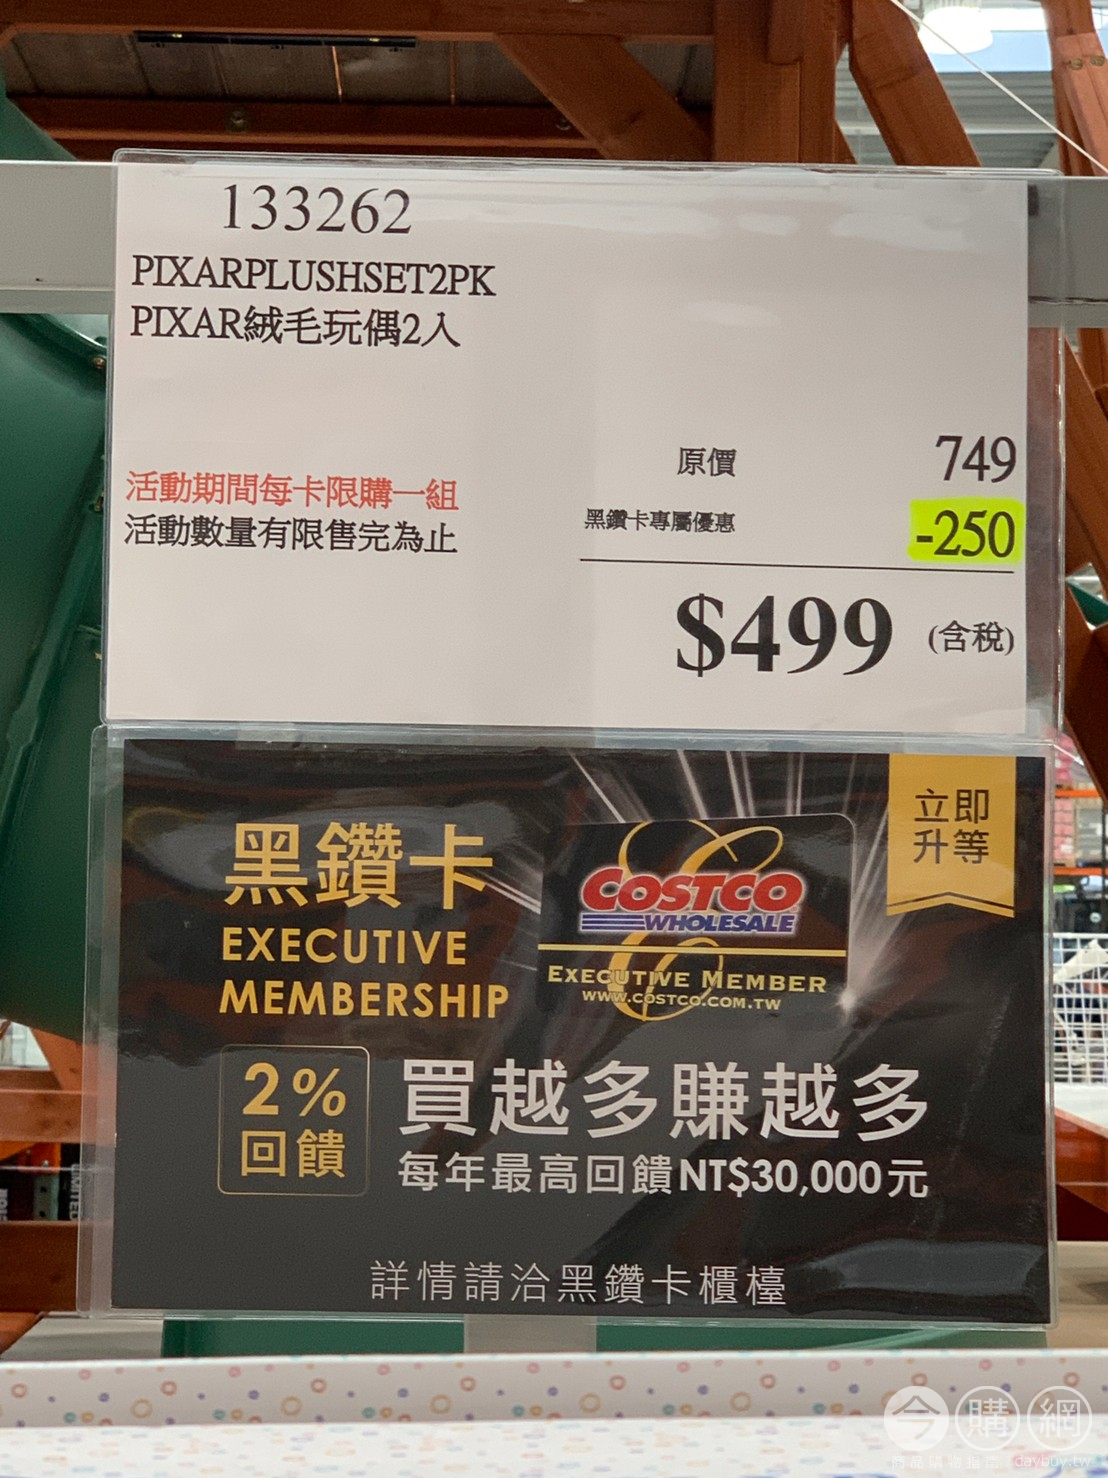 133262
PIXARPLUSHSET2PK
PIXAR絨毛玩偶2入
原價 749
活動期間每卡限購一組
黑鑽卡專屬優惠 -250
活動數量有限售完為止
$499 (含稅)
立即
升等
黑鑽卡
EXECUTIVE
MEMBERSHIP
COSTCO
WHOLESALE
EXECUTIVE MEMBER
WWW.COSTCO.COM.TW
2%
回饋
買越多賺越多
每年最高回饋NT$30,000元
詳情請洽黑鑽卡櫃檯
今購網
daybuy.tw